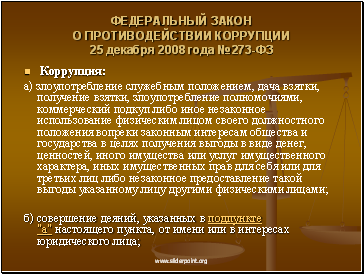 ФЕДЕРАЛЬНЫЙ ЗАКОН
О ПРОТИВОДЕЙСТВИИ КОРРУПЦИИ
25 декабря 2008 года №273-ФЗ
Коррупция:
а) злоупотребление служебным положением, дача взятки,
получение взятки, злоупотребление полномочиями,
коммерческий подкуп либо иное незаконное
использование физическим лицом своего должностного
положения вопреки законным интересам общества и
государства в целях получения выгоды в виде денег,
ценностей, иного имущества или услуг имущественного
характера, иных имущественных прав для себя или для
третьих лиц либо незаконное предоставление такой
выгоды указанному лицу другими физическими лицами;
б) совершение деяний, указанных в подпункте
"а" настоящего пункта, от имени или в интересах
юридического лица;
www.sliderpoint.org